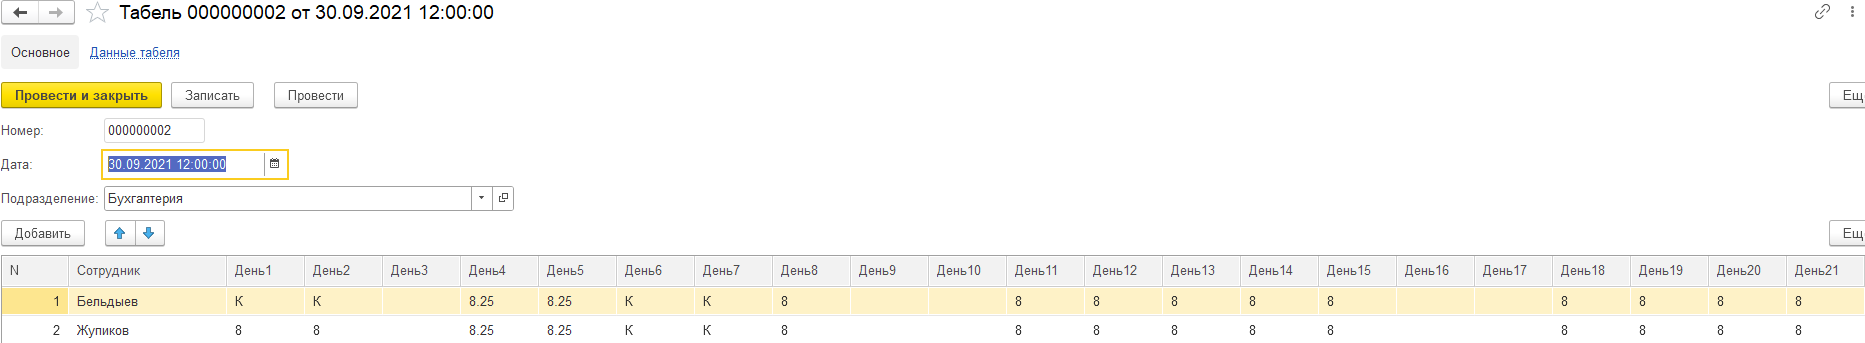 Табель 000000002 от 30.09.2021 12:00:00
Основное Данные табеля
Провести и закрыть Записать Провести Ещ
Номер: 000000002
Дата: 30.09.2021 12:00:00
Подразделение: Бухгалтерия
Добавить Ещ
N Сотрудник День1 День2 День3 День4 День5 День6 День7 День8 День9 День10 День11 День12 День13 День14 День15 День16 День17 День18 День19 День20 День21
1 Бельдыев К К 8.25 8.25 К К 8 8 8 8 8 8 8 8 8 8
2 Жупиков 8 8 8.25 8.25 К К 8 8 8 8 8 8 8 8 8 8